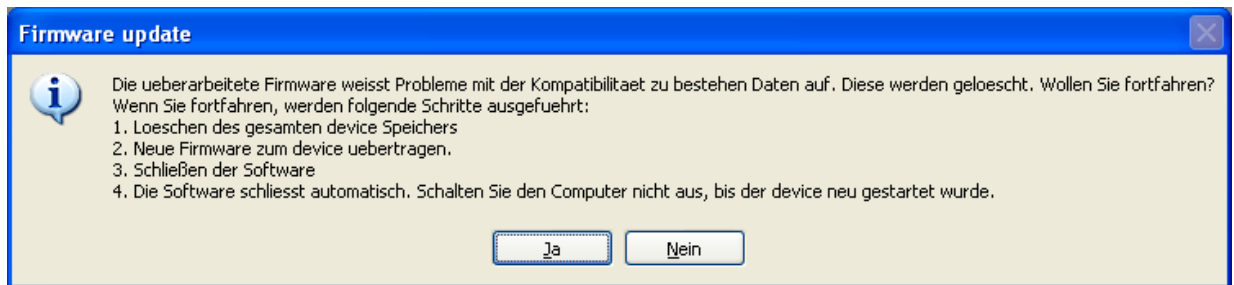 Firmware update
Die ueberarbeitete Firmware weisst Probleme mit der Kompatibilitaet zu bestehen Daten auf. Diese werden geloescht. Wollen Sie fortfahren?
Wenn Sie fortfahren, werden folgende Schritte ausgefuehrt:
1. Loeschen des gesamten device Speichers
2. Neue Firmware zum device uebertragen.
3. Schließen der Software
4. Die Software schliesst automatisch. Schalten Sie den Computer nicht aus, bis der device neu gestartet wurde.
Ja Nein